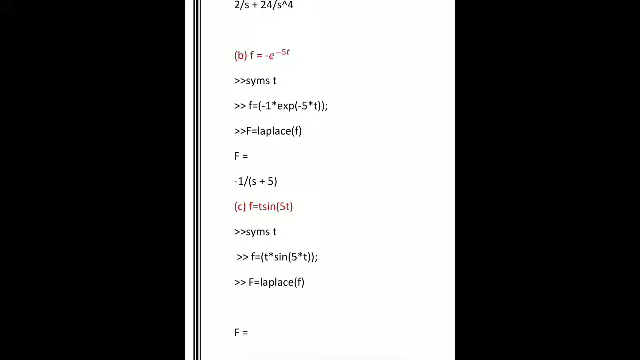 2/s + 24/s^4
(b) f = -e^{-5t}
>>syms t
>> f=(-1*exp(-5*t));
>>F=laplace(f)
F =
-1/(s + 5)
(c) f=tsin(5t)
>>syms t
>> f=(t*sin(5*t));
>> F=laplace(f)
F =